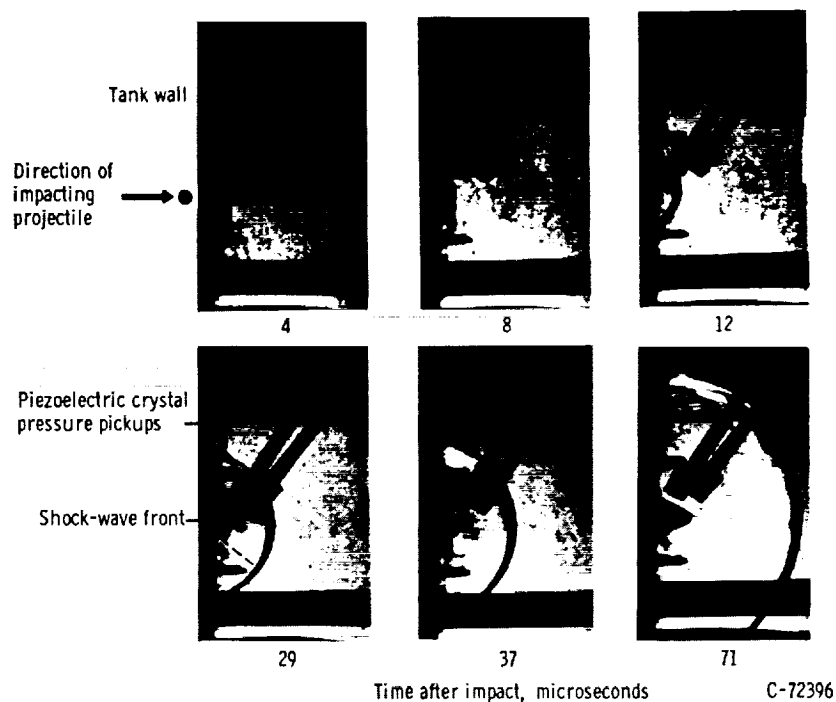 Tank wall
Direction of
impacting
projectile
4
8
12
Piezoelectric crystal
pressure pickups
Shock-wave front
29
37
71
Time after impact, microseconds
C-72396